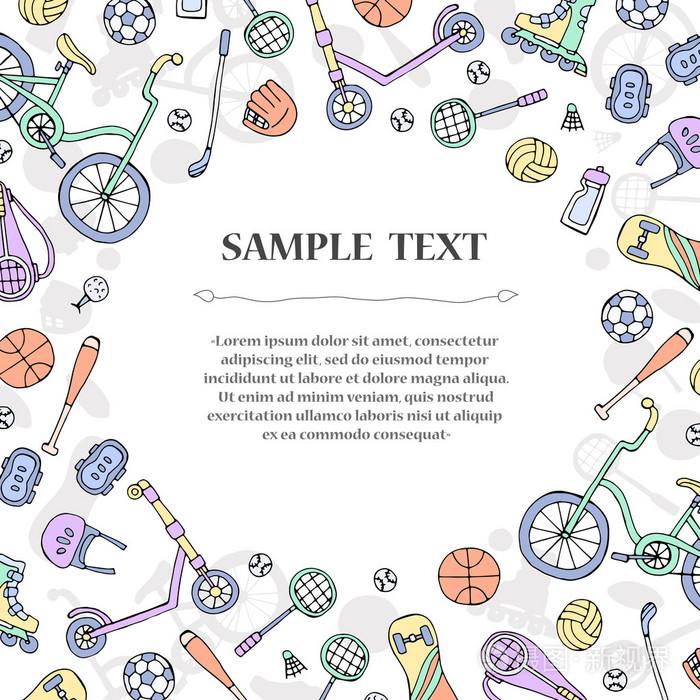 SAMPLE TEXT
«Lorem ipsum dolor sit amet, consectetur
adipiscing elit, sed do eiusmod tempor
incididunt ut labore et dolore magna aliqua.
Ut enim ad minim veniam, quis nostrud
exercitation ullamco laboris nisi ut aliquip
ex ea commodo consequat»
图·新视界